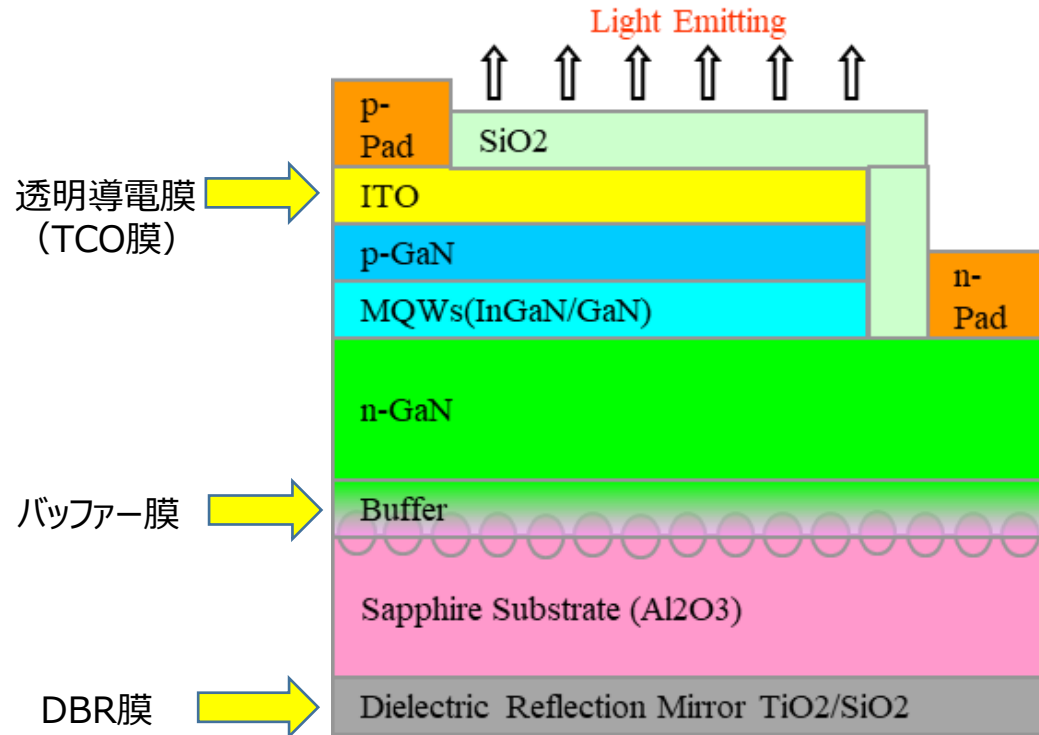 Light Emitting
p-
Pad
SiO2
透明導電膜
（TCO膜）
ITO
p-GaN
n-
Pad
MQWs(InGaN/GaN)
n-GaN
バッファー膜
Buffer
Sapphire Substrate (Al2O3)
DBR膜
Dielectric Reflection Mirror TiO2/SiO2